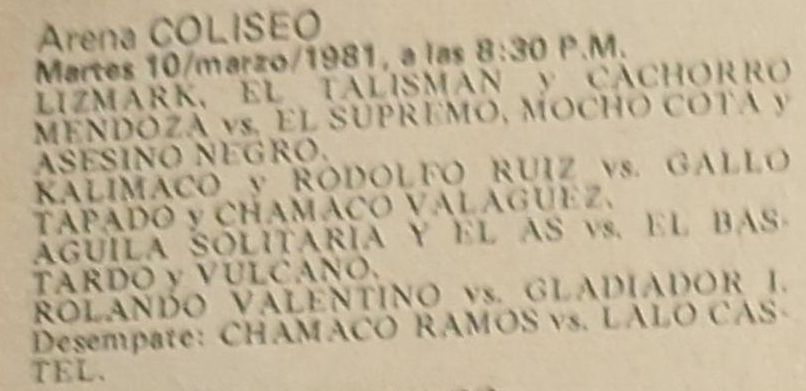 Arena COLISEO
Martes 10/marzo/1981, a las 8:30 P.M.
LIZMARK, EL TALISMAN y CACHORRO
MENDOZA vs. EL SUPREMO, MOCHO COTA y
ASESINO NEGRO.
KALIMACO y RODOLFO RUIZ vs. GALLO
TAPADO y CHAMACO VALAGUEZ.
AGUILA SOLITARIA Y EL AS vs. EL BAS-
TARDO y VULCANO.
ROLANDO VALENTINO vs. GLADIADOR I.
Desempate: CHAMACO RAMOS vs. LALO CAS-
TEL.